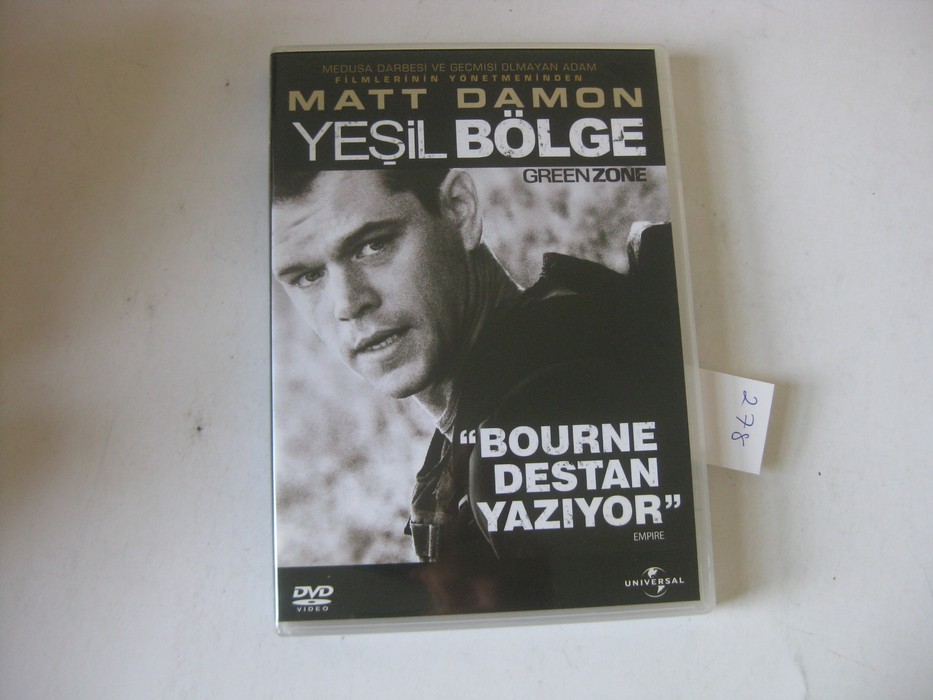 MEDUSA DARBESİ VE GEÇMİŞİ OLMAYAN ADAM
FİLMLERİNİN YÖNETMENİNDEN
MATT DAMON
YEŞİL BÖLGE
GREEN ZONE
"BOURNE
DESTAN
YAZIYOR"
EMPIRE
DVD
VIDEO
UNIVERSAL
278